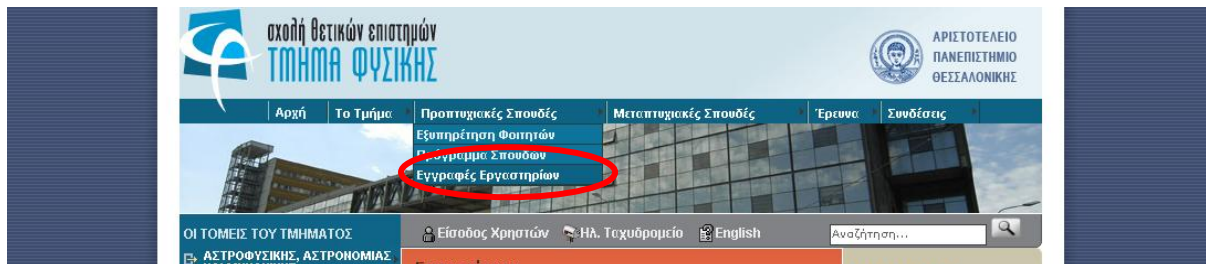 σχολή θετικών επιστημών
ΤΜΗΜΑ ΦΥΣΙΚΗΣ
ΑΡΙΣΤΟΤΕΛΕΙΟ
ΠΑΝΕΠΙΣΤΗΜΙΟ
ΘΕΣΣΑΛΟΝΙΚΗΣ
Αρχή Το Τμήμα Προπτυχιακές Σπουδές Μεταπτυχιακές Σπουδές Έρευνα Συνδέσεις
Εξυπηρέτηση Φοιτητών
Πρόγραμμα Σπουδών
Εγγραφές Εργαστηρίων
ΟΙ ΤΟΜΕΙΣ ΤΟΥ ΤΜΗΜΑΤΟΣ Είσοδος Χρηστών Ηλ. Ταχυδρομείο English Αναζήτηση...
ΑΣΤΡΟΦΥΣΙΚΗΣ, ΑΣΤΡΟΝΟΜΙΑΣ